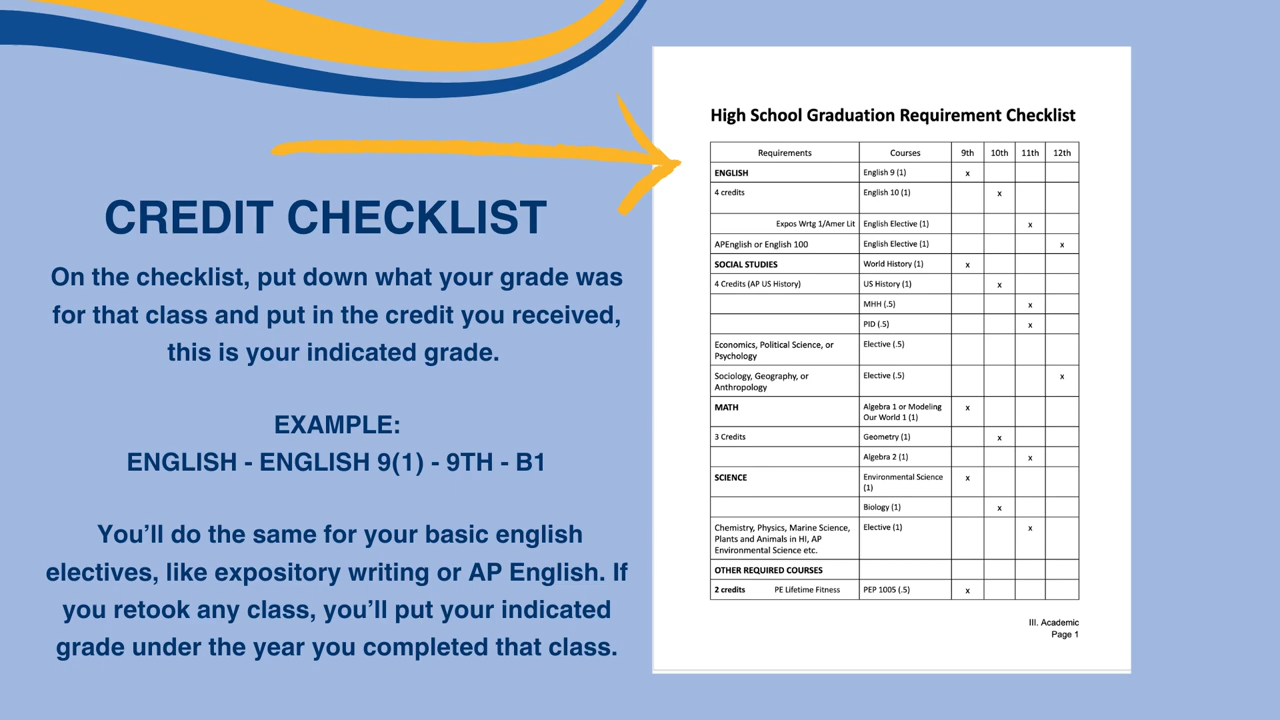 CREDIT CHECKLIST
On the checklist, put down what your grade was
for that class and put in the credit you received,
this is your indicated grade.
EXAMPLE:
ENGLISH - ENGLISH 9(1) - 9TH - B1
You’ll do the same for your basic english
electives, like expository writing or AP English. If
you retook any class, you’ll put your indicated
grade under the year you completed that class.
High School Graduation Requirement Checklist
Requirements Courses 9th 10th 11th 12th
ENGLISH English 9 (1) x
4 credits English 10 (1) x
Expos Wrtg 1/Amer Lit English Elective (1) x
APEnglish or English 100 English Elective (1) x
SOCIAL STUDIES World History (1) x
4 Credits (AP US History) US History (1) x
MHH (.5) x
PID (.5) x
Economics, Political Science, or Elective (.5)
Psychology
Sociology, Geography, or Elective (.5) x
Anthropology
MATH Algebra 1 or Modeling x
Our World 1 (1)
3 Credits Geometry (1) x
Algebra 2 (1) x
SCIENCE Environmental Science x
(1)
Biology (1) x
Chemistry, Physics, Marine Science, Elective (1) x
Plants and Animals in HI, AP
Environmental Science etc.
OTHER REQUIRED COURSES
2 credits PE Lifetime Fitness PEP 1005 (.5) x
III. Academic
Page 1